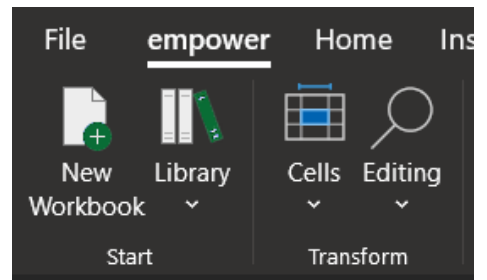 File empower Home Ins
New Workbook Library Cells Editing
Start Transform